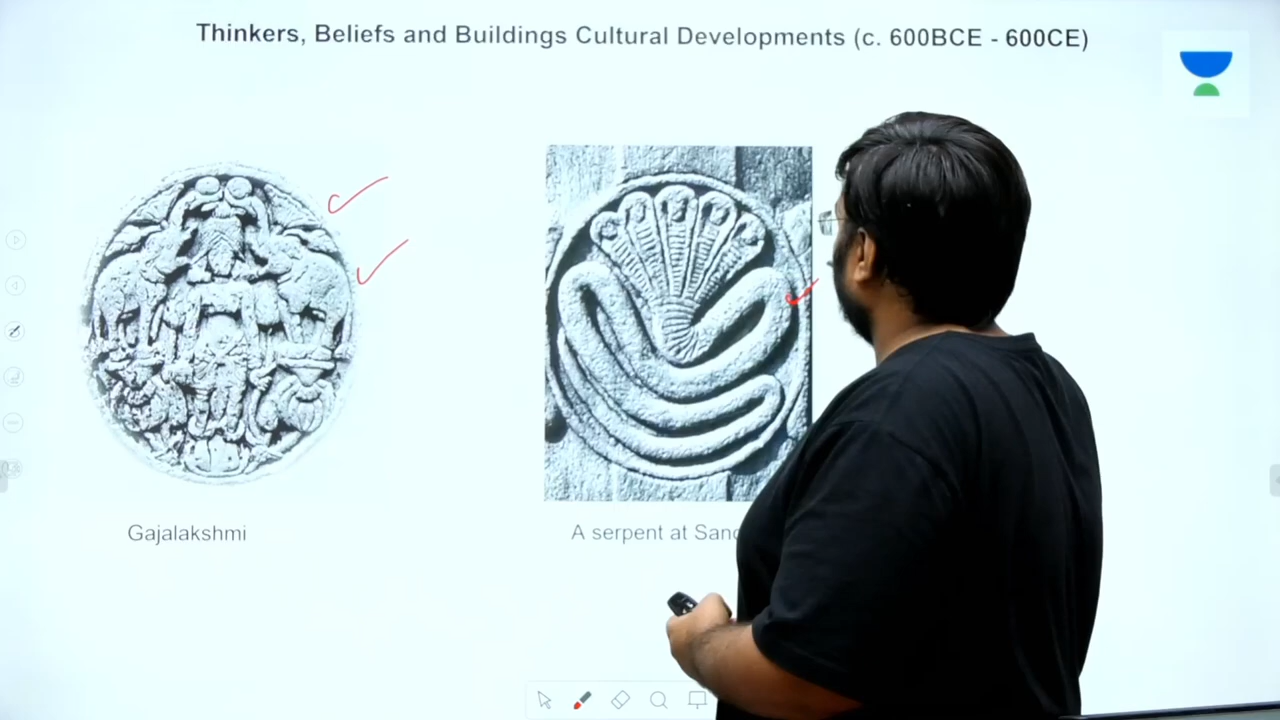 Thinkers, Beliefs and Buildings Cultural Developments (c. 600BCE - 600CE)
Gajalakshmi
A serpent at